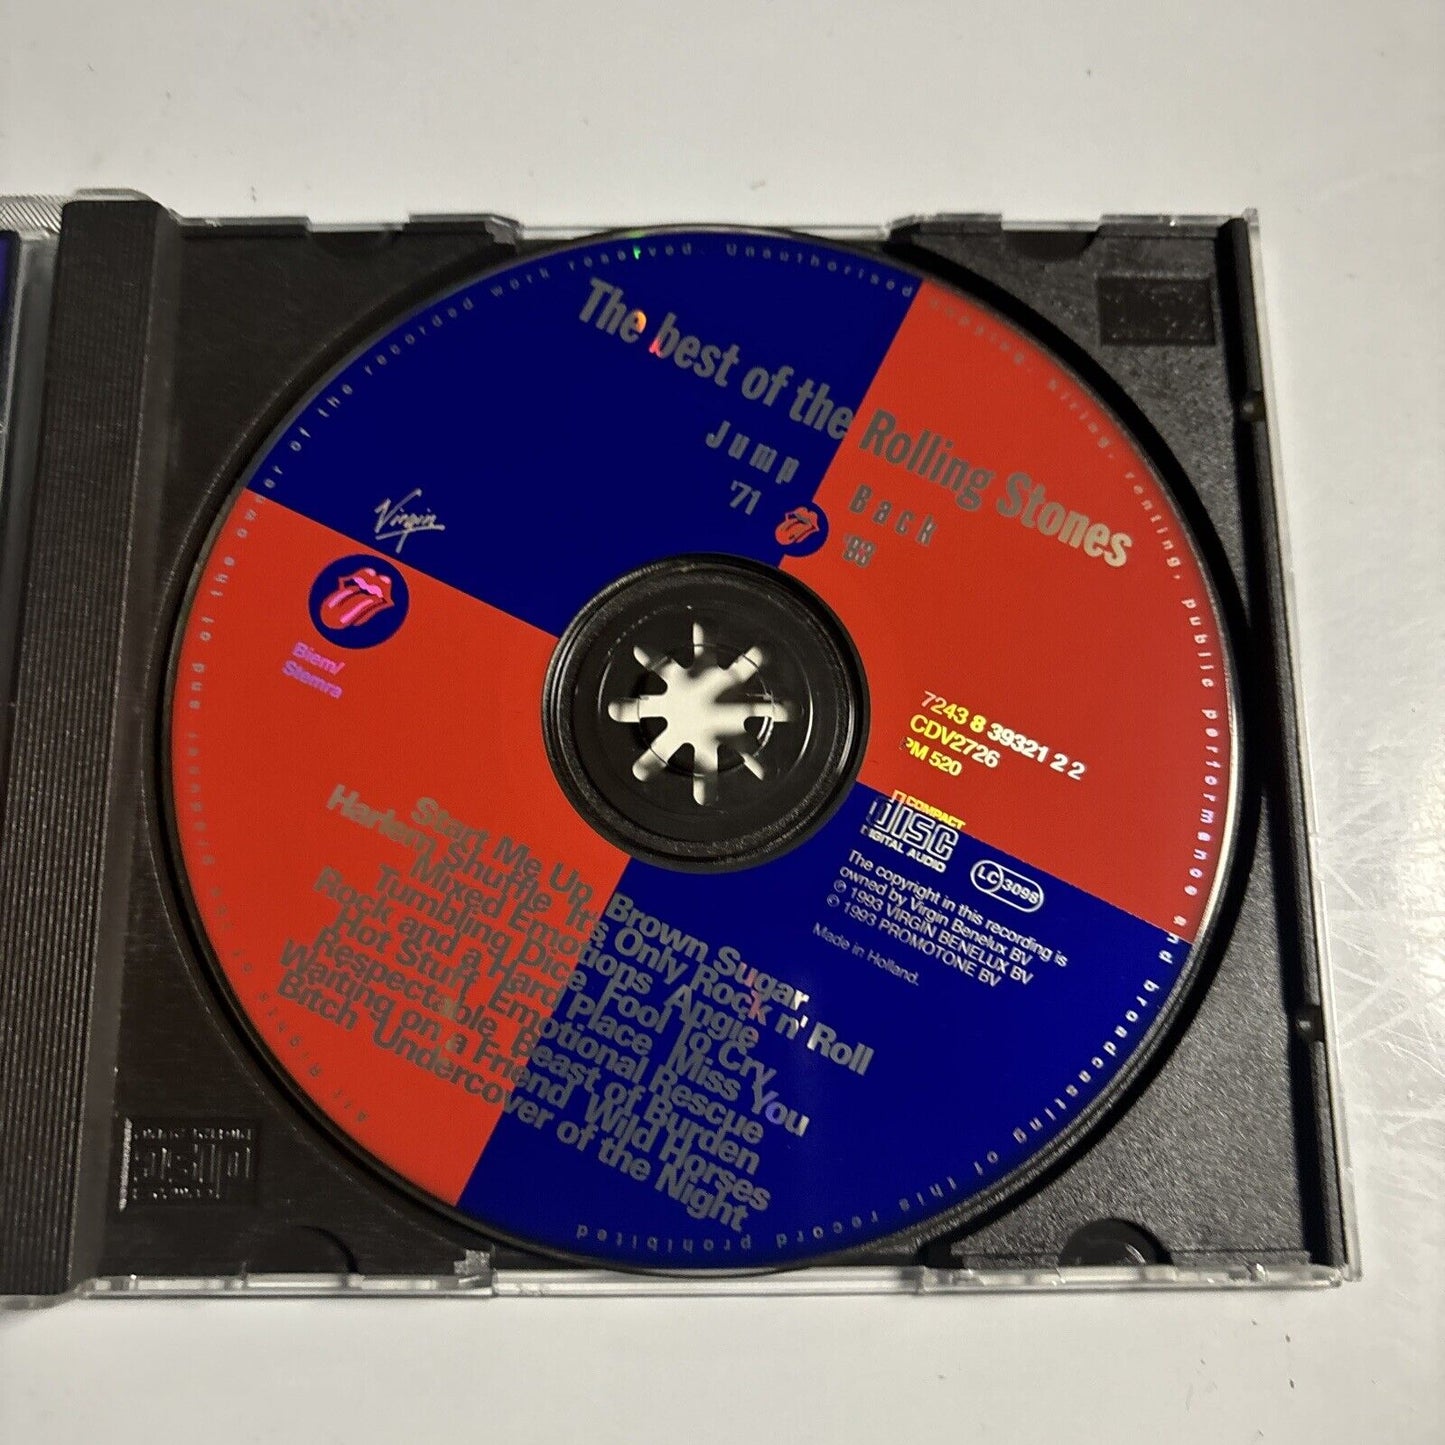 The best of the Rolling Stones
Jump Back
'71 '93
Virgin
Biem/
Stemra
7243 8 39321 2 2
CDV2726
PM 520
COMPACT
disc
DIGITAL AUDIO
LC 3098
The copyright in this recording is
owned by Virgin Benelux BV
℗ 1993 VIRGIN BENELUX BV
© 1993 PROMOTONE BV
Made in Holland.
Start Me Up Brown Sugar
Harlem Shuffle It's Only Rock n' Roll
Mixed Emotions Angie
Tumbling Dice Fool To Cry
Rock and a Hard Place Miss You
Hot Stuff Emotional Rescue
Respectable Beast of Burden
Waiting on a Friend Wild Horses
Bitch Undercover of the Night
All Rights of the producer and of the owner of the recorded work reserved. Unauthorised copying, hiring, renting, public performance and broadcasting of this record prohibited